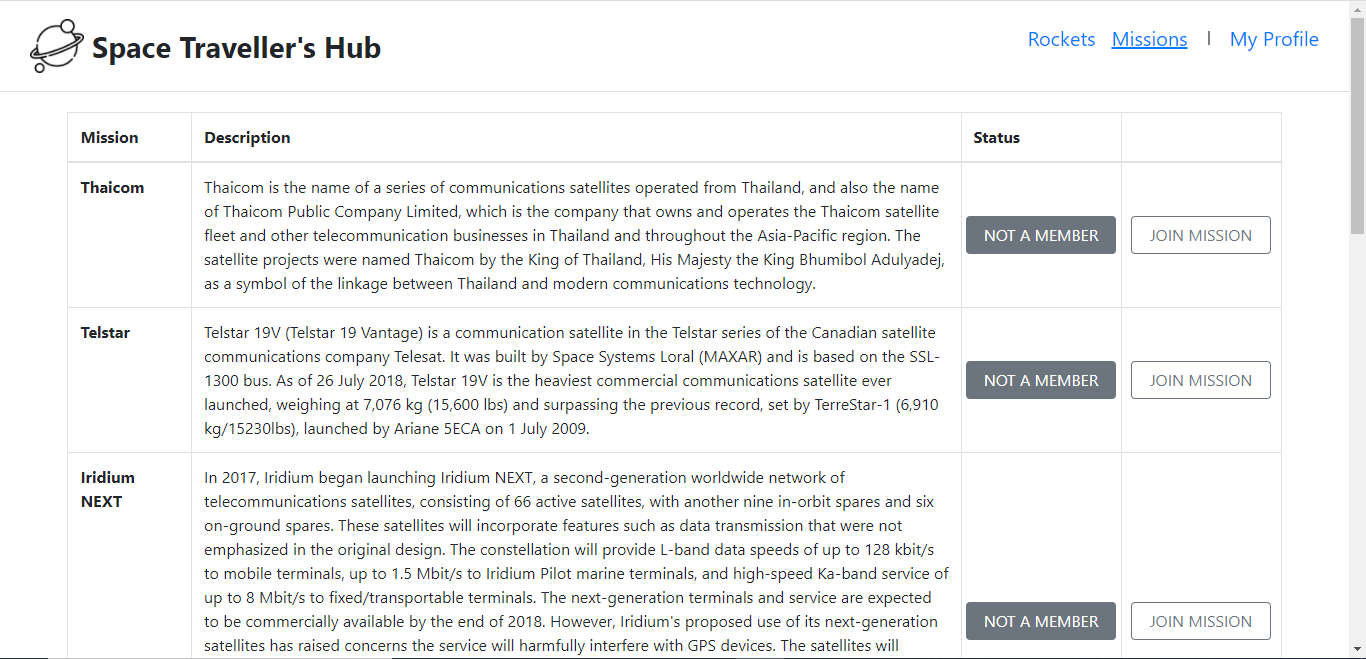 Space Traveller's Hub
Rockets Missions | My Profile
Mission Description Status
Thaicom
Thaicom is the name of a series of communications satellites operated from Thailand, and also the name
of Thaicom Public Company Limited, which is the company that owns and operates the Thaicom satellite
fleet and other telecommunication businesses in Thailand and throughout the Asia-Pacific region. The
satellite projects were named Thaicom by the King of Thailand, His Majesty the King Bhumibol Adulyadej,
as a symbol of the linkage between Thailand and modern communications technology.
NOT A MEMBER
JOIN MISSION
Telstar
Telstar 19V (Telstar 19 Vantage) is a communication satellite in the Telstar series of the Canadian satellite
communications company Telesat. It was built by Space Systems Loral (MAXAR) and is based on the SSL-
1300 bus. As of 26 July 2018, Telstar 19V is the heaviest commercial communications satellite ever
launched, weighing at 7,076 kg (15,600 lbs) and surpassing the previous record, set by TerreStar-1 (6,910
kg/15230lbs), launched by Ariane 5ECA on 1 July 2009.
NOT A MEMBER
JOIN MISSION
Iridium
NEXT
In 2017, Iridium began launching Iridium NEXT, a second-generation worldwide network of
telecommunications satellites, consisting of 66 active satellites, with another nine in-orbit spares and six
on-ground spares. These satellites will incorporate features such as data transmission that were not
emphasized in the original design. The constellation will provide L-band data speeds of up to 128 kbit/s
to mobile terminals, up to 1.5 Mbit/s to Iridium Pilot marine terminals, and high-speed Ka-band service of
up to 8 Mbit/s to fixed/transportable terminals. The next-generation terminals and service are expected
to be commercially available by the end of 2018. However, Iridium's proposed use of its next-generation
satellites has raised concerns the service will harmfully interfere with GPS devices. The satellites will
NOT A MEMBER
JOIN MISSION